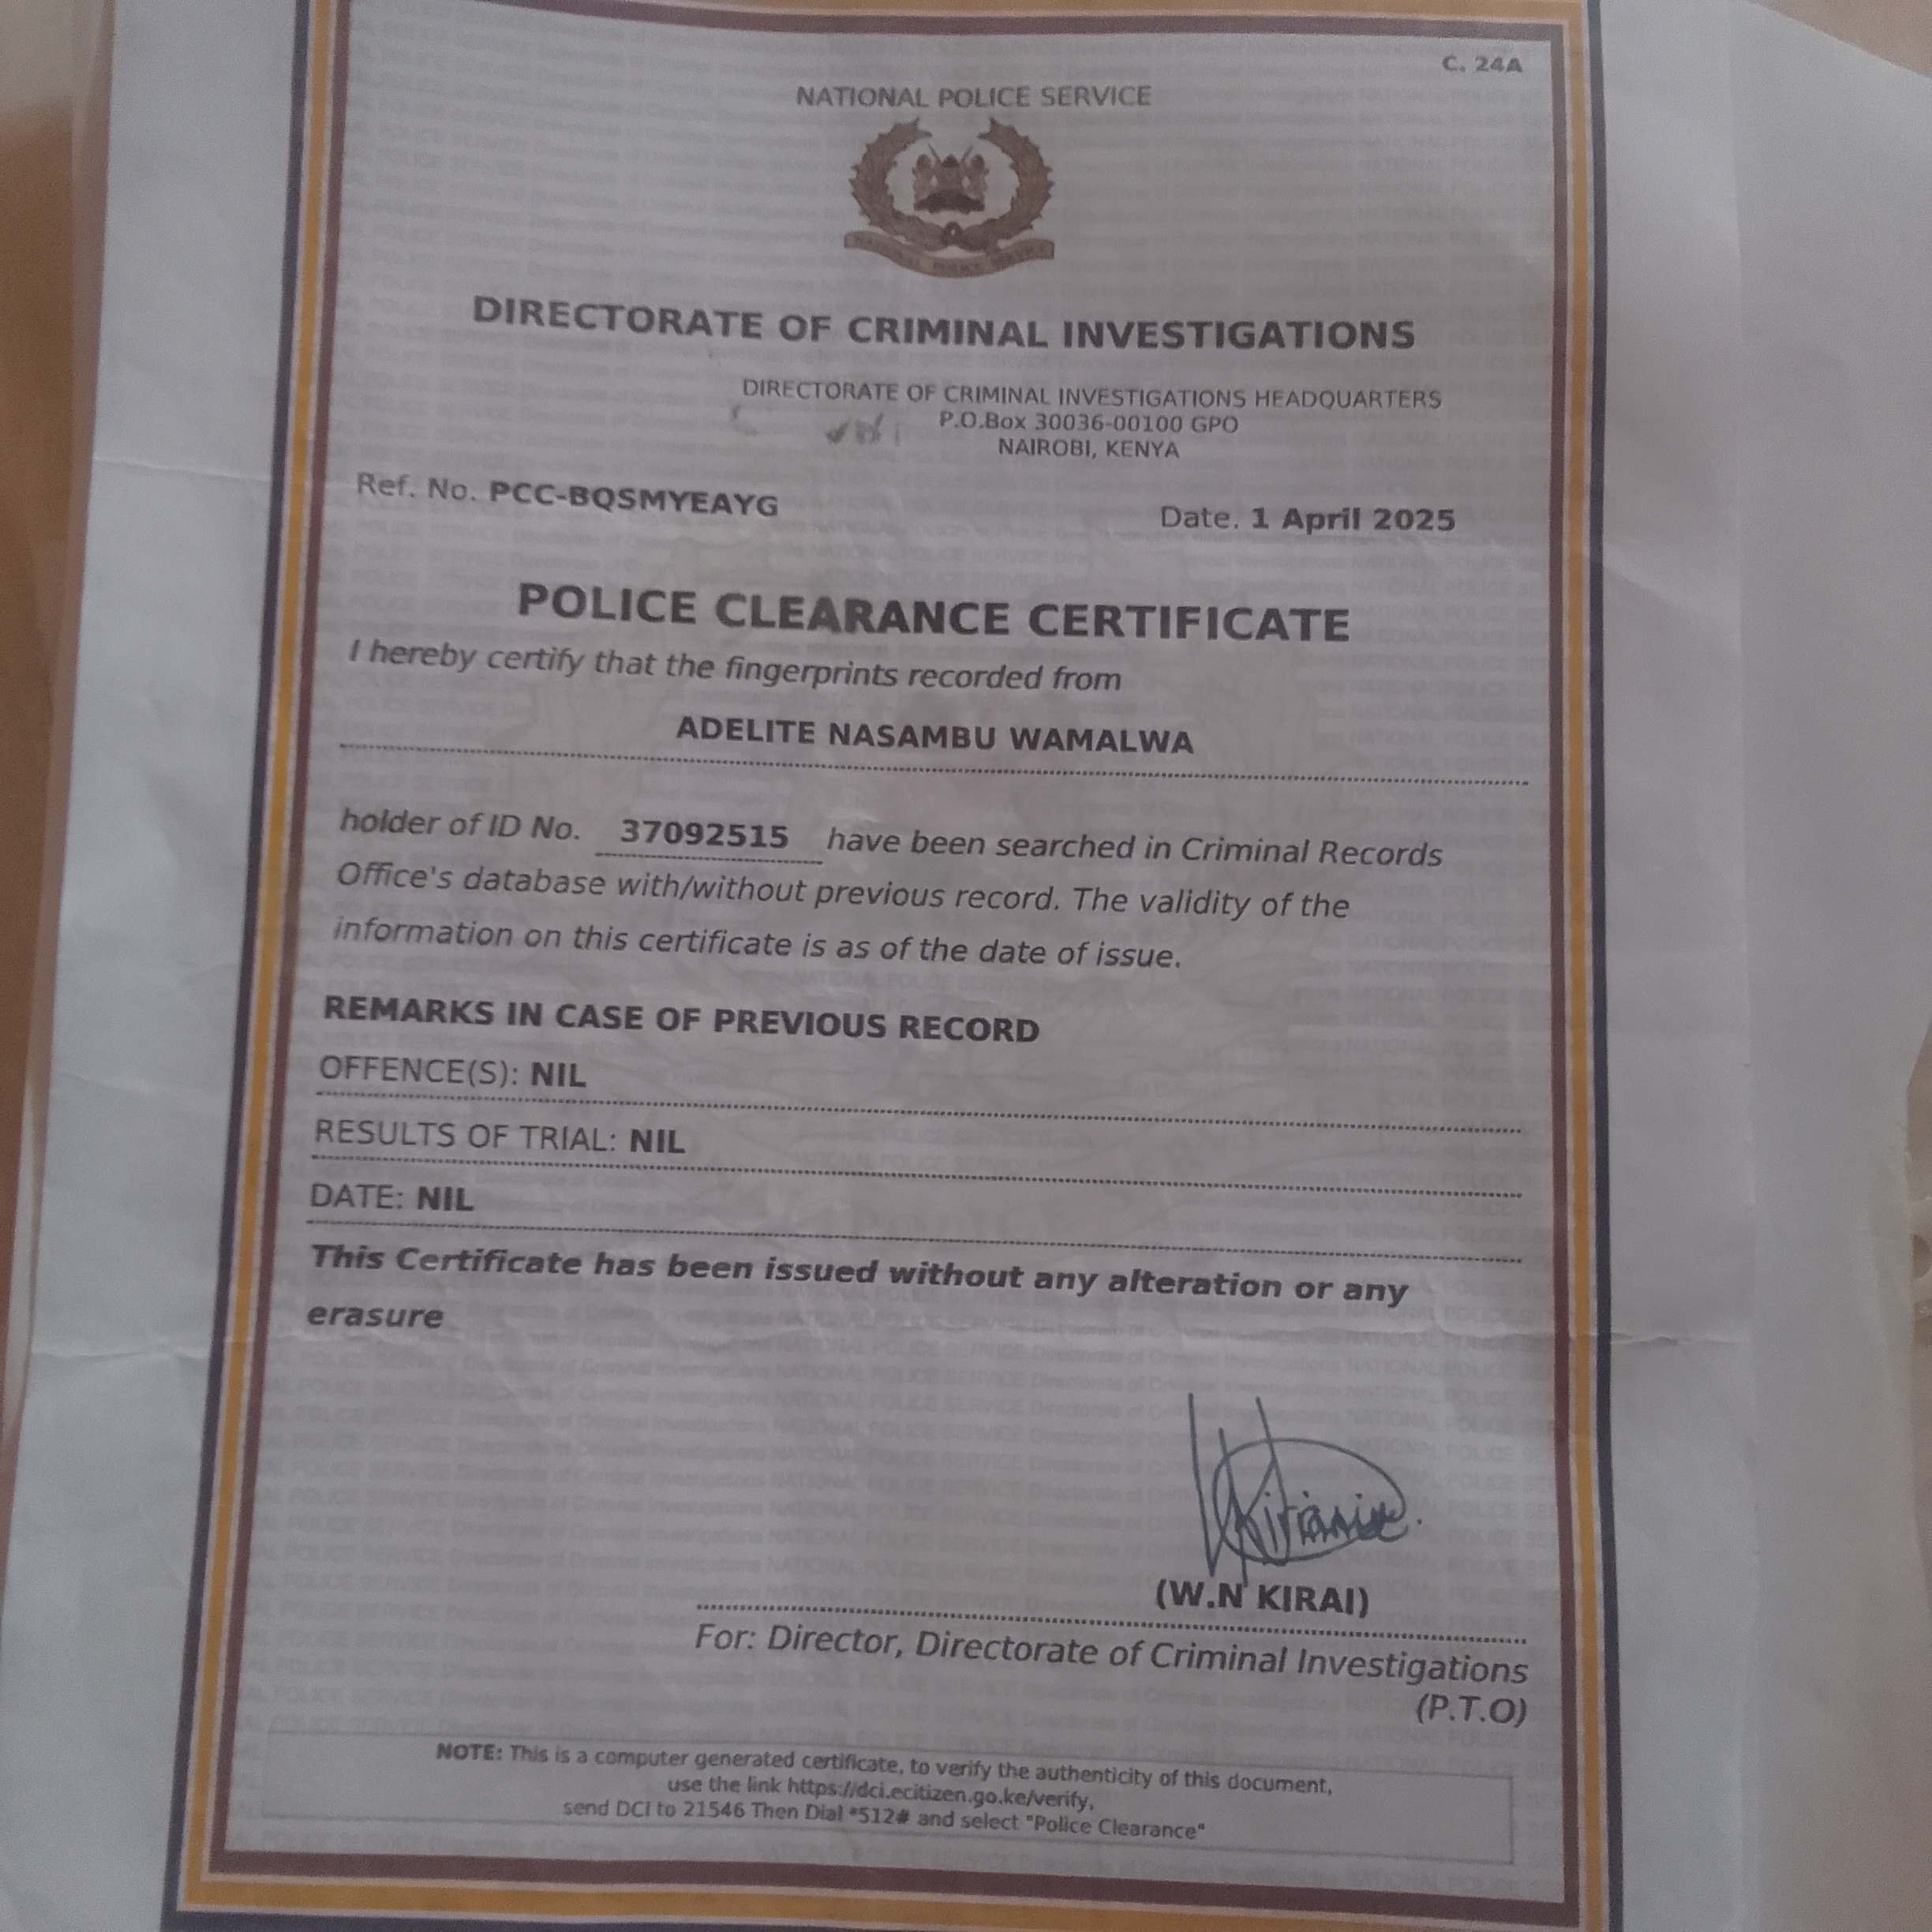 C. 24A
NATIONAL POLICE SERVICE
NATIONAL POLICE SERVICE
DIRECTORATE OF CRIMINAL INVESTIGATIONS
DIRECTORATE OF CRIMINAL INVESTIGATIONS HEADQUARTERS
P.O.Box 30036-00100 GPO
NAIROBI, KENYA
Ref. No. PCC-BQSMYEAYG
Date. 1 April 2025
POLICE CLEARANCE CERTIFICATE
I hereby certify that the fingerprints recorded from
ADELITE NASAMBU WAMALWA
holder of ID No. 37092515 have been searched in Criminal Records
Office's database with/without previous record. The validity of the
information on this certificate is as of the date of issue.
REMARKS IN CASE OF PREVIOUS RECORD
OFFENCE(S): NIL
RESULTS OF TRIAL: NIL
DATE: NIL
This Certificate has been issued without any alteration or any
erasure
(W.N KIRAI)
For: Director, Directorate of Criminal Investigations
(P.T.O)
NOTE: This is a computer generated certificate, to verify the authenticity of this document,
use the link https://dci.ecitizen.go.ke/verify,
send DCI to 21546 Then Dial *512# and select "Police Clearance"